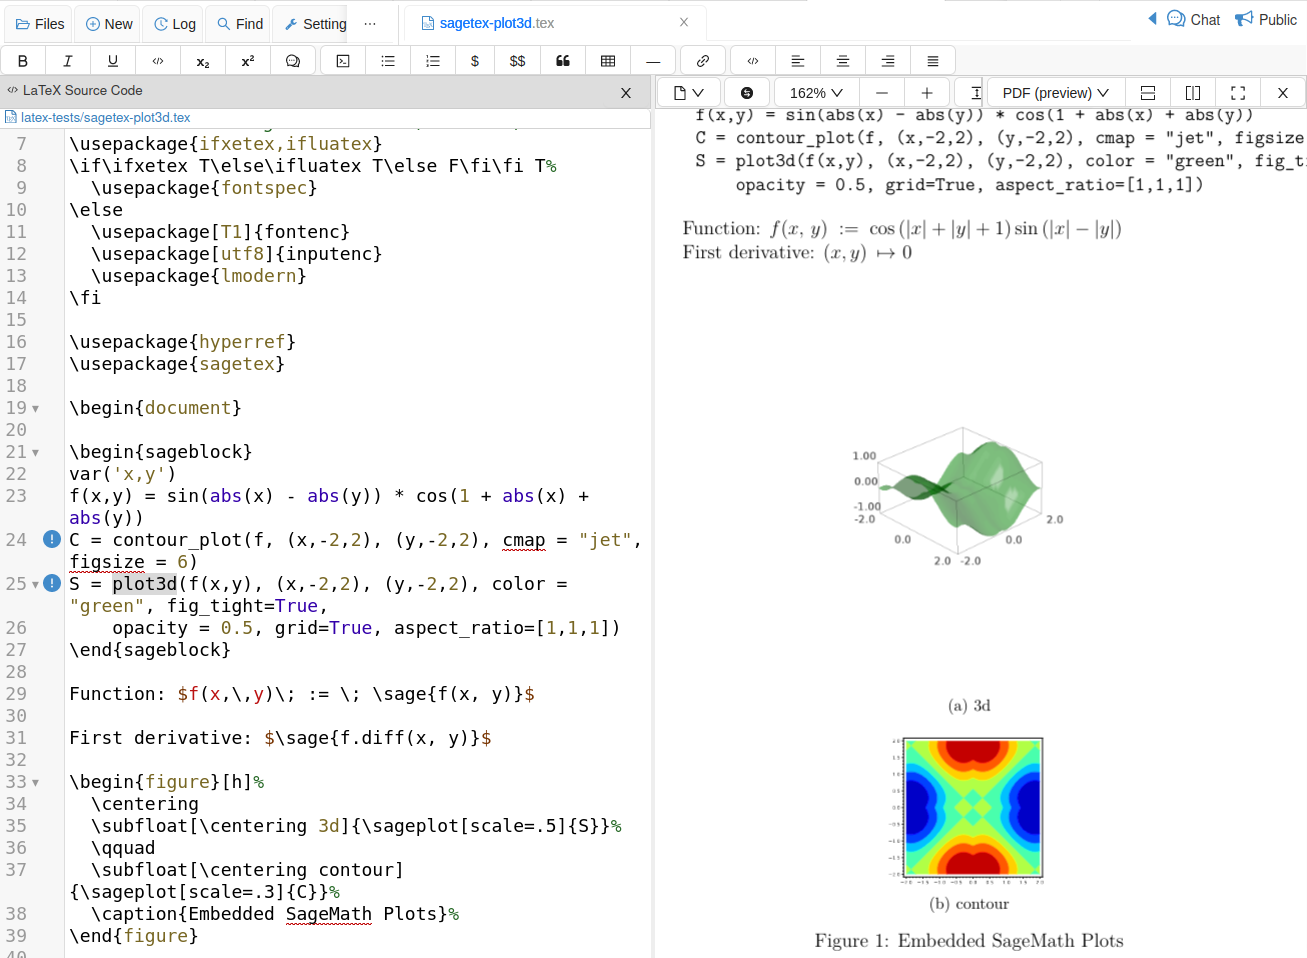 Files
New
Log
Find
Setting
...
sagetex-plot3d.tex
Chat
Public
B I U </> x₂ x² $ $$ — </>
</> LaTeX Source Code
162% PDF (preview)
latex-tests/sagetex-plot3d.tex
7 \usepackage{ifxetex,ifluatex}
8 \if\ifxetex T\else\ifluatex T\else F\fi\fi T%
9 \usepackage{fontspec}
10 \else
11 \usepackage[T1]{fontenc}
12 \usepackage[utf8]{inputenc}
13 \usepackage{lmodern}
14 \fi
15
16 \usepackage{hyperref}
17 \usepackage{sagetex}
18
19 \begin{document}
20
21 \begin{sageblock}
22 var('x,y')
23 f(x,y) = sin(abs(x) - abs(y)) * cos(1 + abs(x) +
abs(y))
24 C = contour_plot(f, (x,-2,2), (y,-2,2), cmap = "jet",
figsize = 6)
25 S = plot3d(f(x,y), (x,-2,2), (y,-2,2), color =
"green", fig_tight=True,
26 opacity = 0.5, grid=True, aspect_ratio=[1,1,1])
27 \end{sageblock}
28
29 Function: $f(x,\,y)\; := \; \sage{f(x, y)}$
30
31 First derivative: $\sage{f.diff(x, y)}$
32
33 \begin{figure}[h]%
34 \centering
35 \subfloat[\centering 3d]{\sageplot[scale=.5]{S}}%
36 \qquad
37 \subfloat[\centering contour]
{\sageplot[scale=.3]{C}}%
38 \caption{Embedded SageMath Plots}%
39 \end{figure}
40
f(x,y) = sin(abs(x) - abs(y)) * cos(1 + abs(x) + abs(y))
C = contour_plot(f, (x,-2,2), (y,-2,2), cmap = "jet", figsize
S = plot3d(f(x,y), (x,-2,2), (y,-2,2), color = "green", fig_t
opacity = 0.5, grid=True, aspect_ratio=[1,1,1])
Function: f(x, y) := cos (|x| + |y| + 1) sin (|x| − |y|)
First derivative: (x, y) ↦ 0
1.00
0.00
-1.00
-2.0
0.0
2.0
-2.0
0.0
2.0
(a) 3d
(b) contour
Figure 1: Embedded SageMath Plots